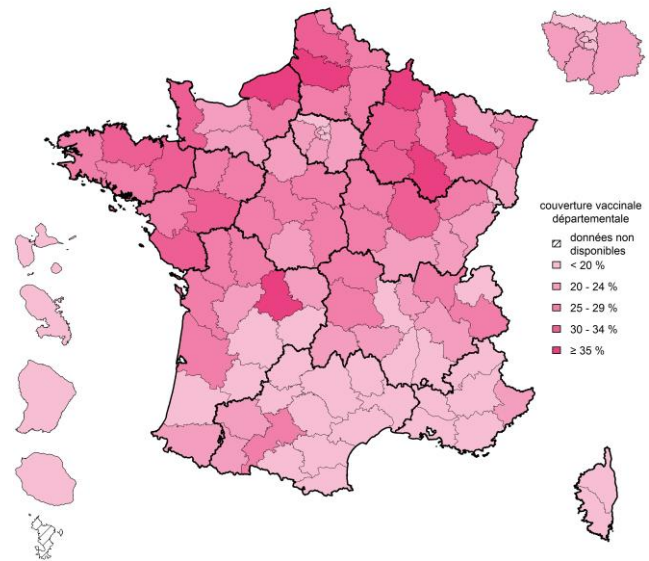 couverture vaccinale
départementale
données non
disponibles
< 20 %
20 - 24 %
25 - 29 %
30 - 34 %
≥ 35 %